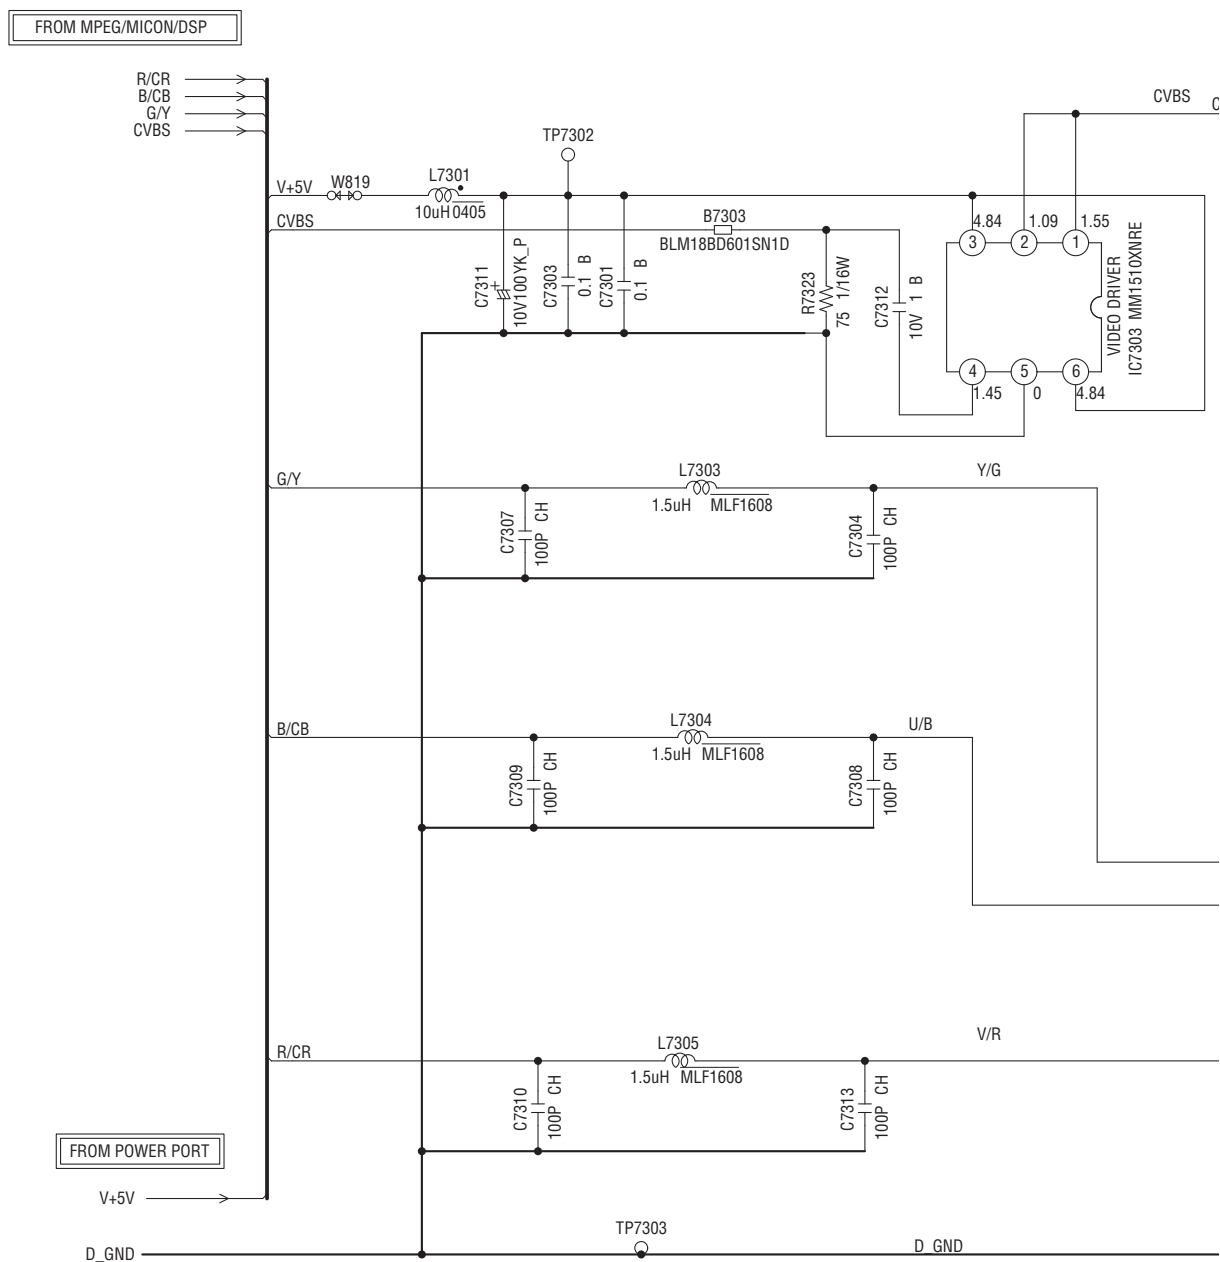 FROM MPEG/MICON/DSP
R/CR
B/CB
G/Y
CVBS
CVBS
TP7302
V+5V
W819
L7301
10uH 0405
CVBS
B7303
BLM18BD601SN1D
C7311
+
10V100YK_P
C7303
0.1 B
C7301
0.1 B
R7323
75 1/16W
C7312
10V 1 B
4.84
1.09
1.55
3
2
1
VIDEO DRIVER
IC7303 MM1510XNRE
4
5
6
1.45
0
4.84
G/Y
L7303
1.5uH MLF1608
Y/G
C7307
100P CH
C7304
100P CH
B/CB
L7304
1.5uH MLF1608
U/B
C7309
100P CH
C7308
100P CH
R/CR
L7305
1.5uH MLF1608
V/R
C7310
100P CH
C7313
100P CH
FROM POWER PORT
V+5V
TP7303
D_GND
D_GND